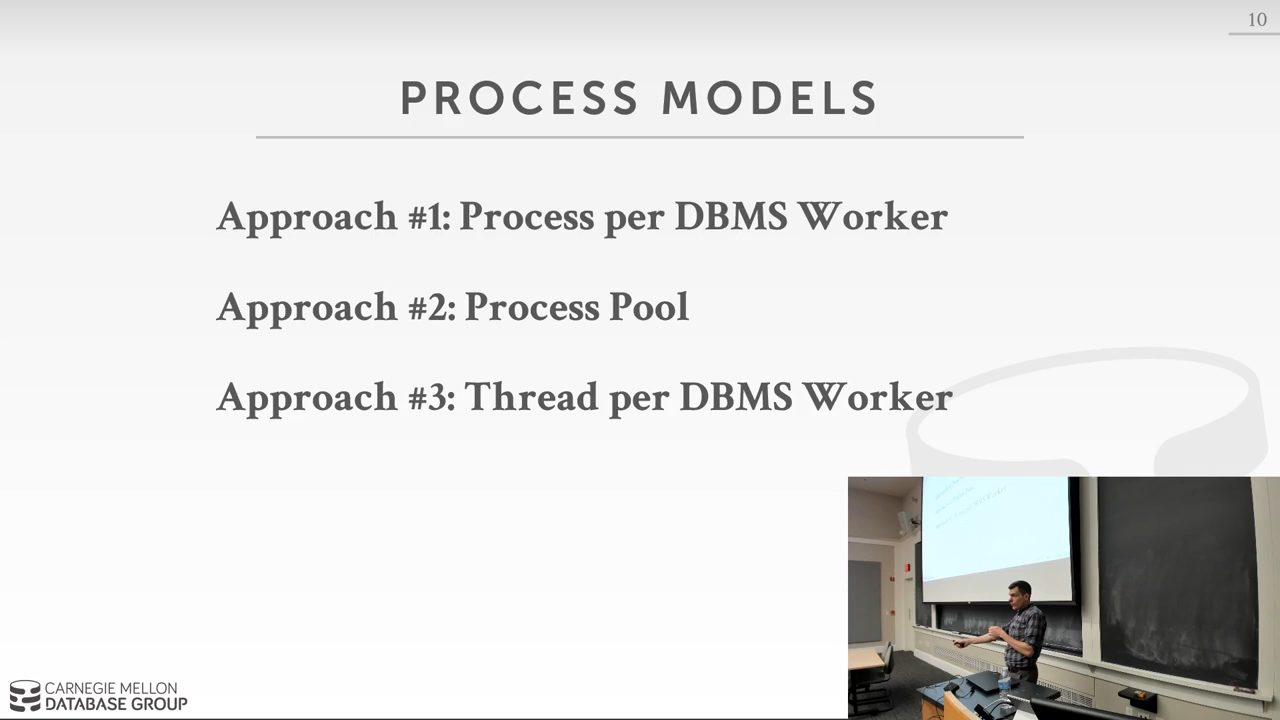 10
PROCESS MODELS
Approach #1: Process per DBMS Worker
Approach #2: Process Pool
Approach #3: Thread per DBMS Worker
CARNEGIE MELLON
DATABASE GROUP